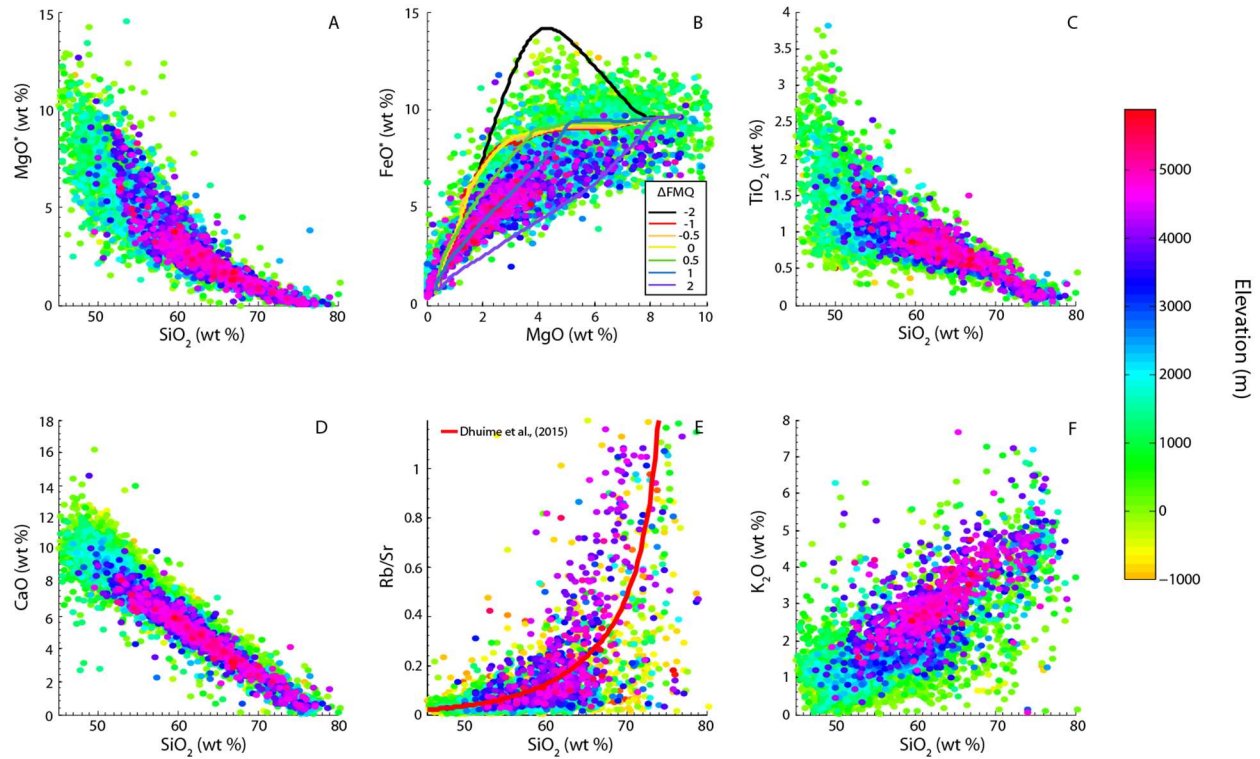 A
MgO* (wt %)
15
10
5
0
50 60 70 80
SiO₂ (wt %)
B
FeO* (wt %)
15
10
5
0
0 2 4 6 8 10
MgO (wt %)
ΔFMQ
-2
-1
-0.5
0
0.5
1
2
C
TiO₂ (wt %)
4
3.5
3
2.5
2
1.5
1
0.5
0
50 60 70 80
SiO₂ (wt %)
D
CaO (wt %)
18
16
14
12
10
8
6
4
2
0
50 60 70 80
SiO₂ (wt %)
E
Dhuime et al., (2015)
Rb/Sr
1
0.8
0.6
0.4
0.2
0
50 60 70 80
SiO₂ (wt %)
F
K₂O (wt %)
8
7
6
5
4
3
2
1
0
50 60 70 80
SiO₂ (wt %)
5000
4000
3000
2000
1000
0
−1000
Elevation (m)